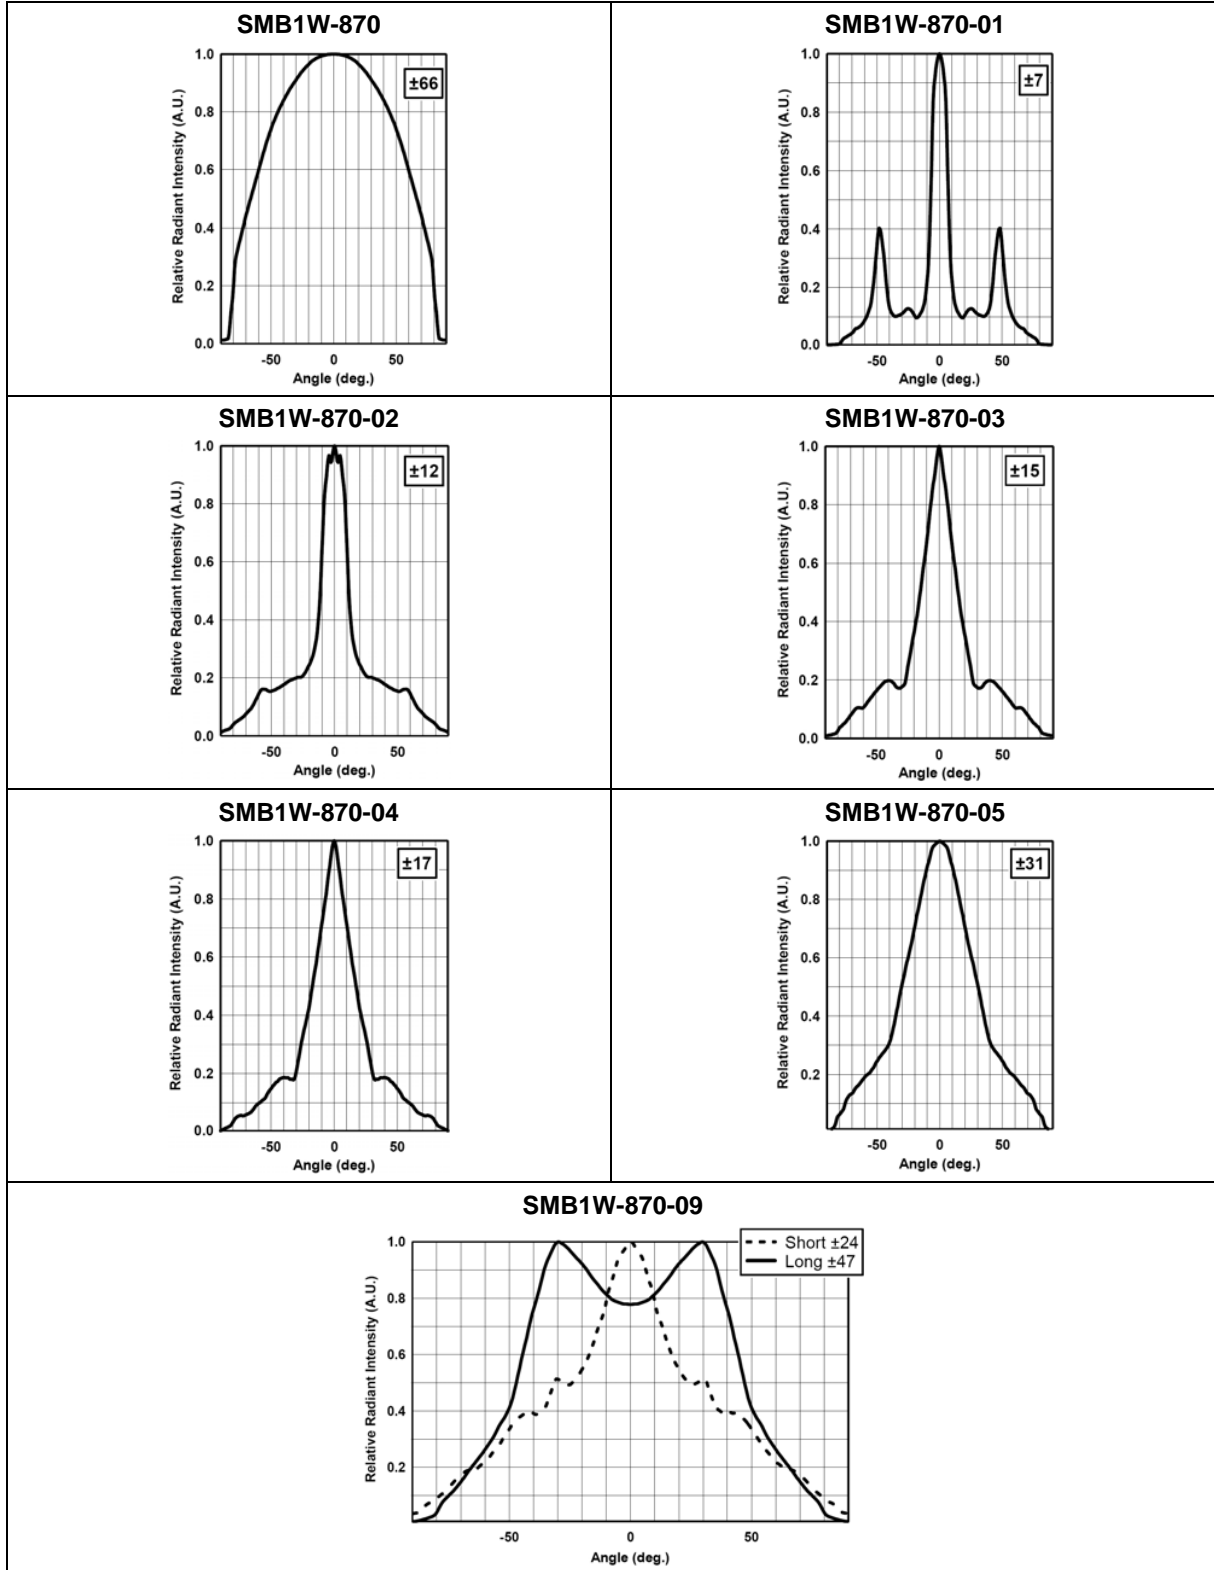 SMB1W-870
±66
Relative Radiant Intensity (A.U.)
1.0
0.8
0.6
0.4
0.2
0.0
-50 0 50
Angle (deg.)
SMB1W-870-01
±7
Relative Radiant Intensity (A.U.)
1.0
0.8
0.6
0.4
0.2
0.0
-50 0 50
Angle (deg.)
SMB1W-870-02
±12
Relative Radiant Intensity (A.U.)
1.0
0.8
0.6
0.4
0.2
0.0
-50 0 50
Angle (deg.)
SMB1W-870-03
±15
Relative Radiant Intensity (A.U.)
1.0
0.8
0.6
0.4
0.2
0.0
-50 0 50
Angle (deg.)
SMB1W-870-04
±17
Relative Radiant Intensity (A.U.)
1.0
0.8
0.6
0.4
0.2
0.0
-50 0 50
Angle (deg.)
SMB1W-870-05
±31
Relative Radiant Intensity (A.U.)
1.0
0.8
0.6
0.4
0.2
-50 0 50
Angle (deg.)
SMB1W-870-09
Short ±24
Long ±47
Relative Radiant Intensity (A.U.)
1.0
0.8
0.6
0.4
0.2
-50 0 50
Angle (deg.)